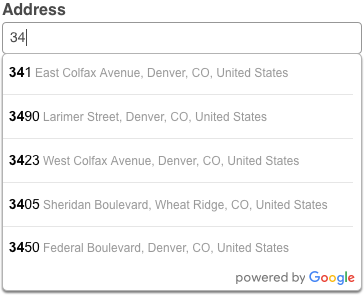 Address
34
341 East Colfax Avenue, Denver, CO, United States
3490 Larimer Street, Denver, CO, United States
3423 West Colfax Avenue, Denver, CO, United States
3405 Sheridan Boulevard, Wheat Ridge, CO, United States
3450 Federal Boulevard, Denver, CO, United States
powered by Google